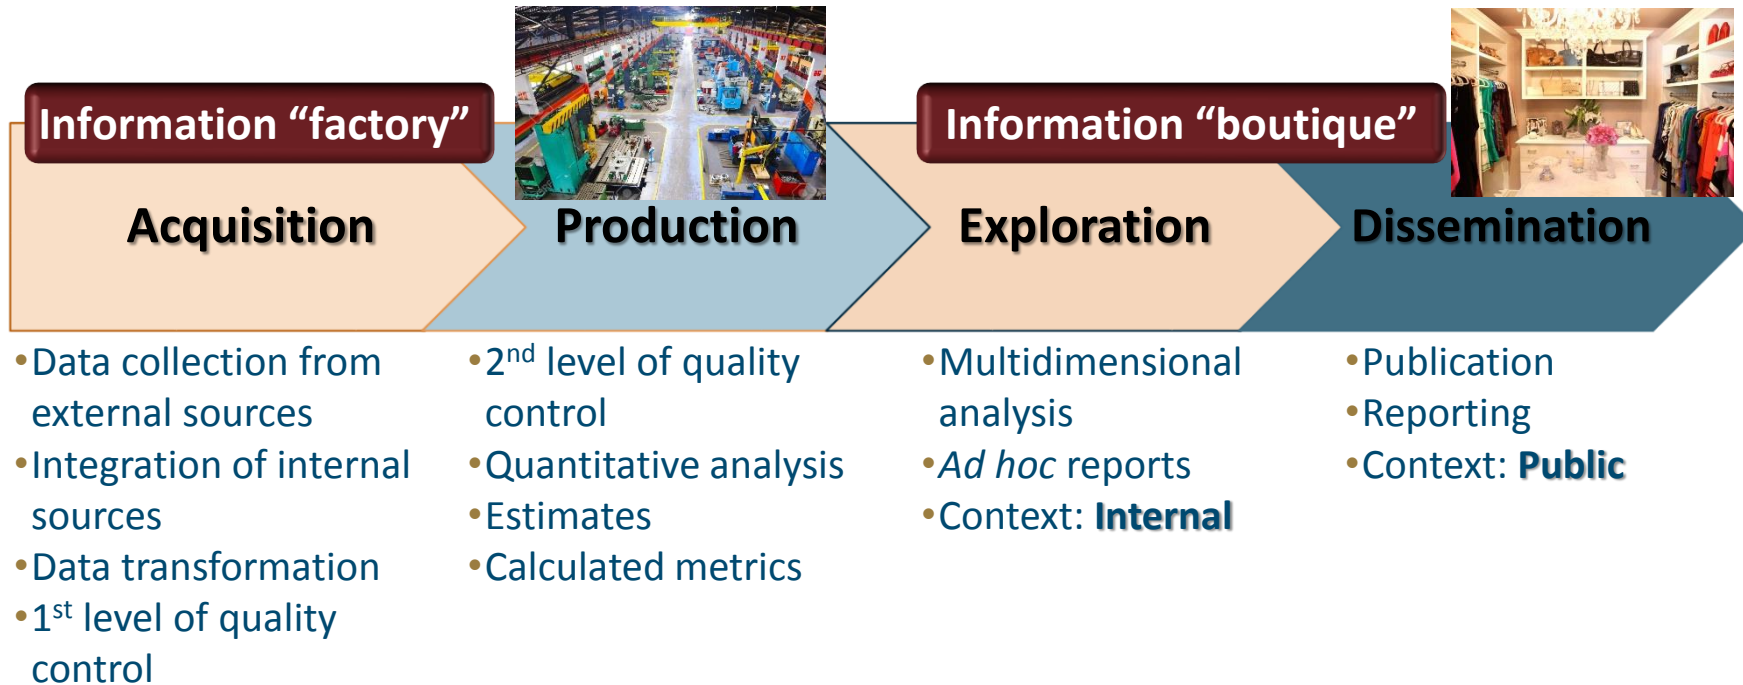 Information “factory”
Information “boutique”
Acquisition
Production
Exploration
Dissemination
•Data collection from
external sources
•Integration of internal
sources
•Data transformation
•1st level of quality
control
•2nd level of quality
control
•Quantitative analysis
•Estimates
•Calculated metrics
•Multidimensional
analysis
•Ad hoc reports
•Context: Internal
•Publication
•Reporting
•Context: Public